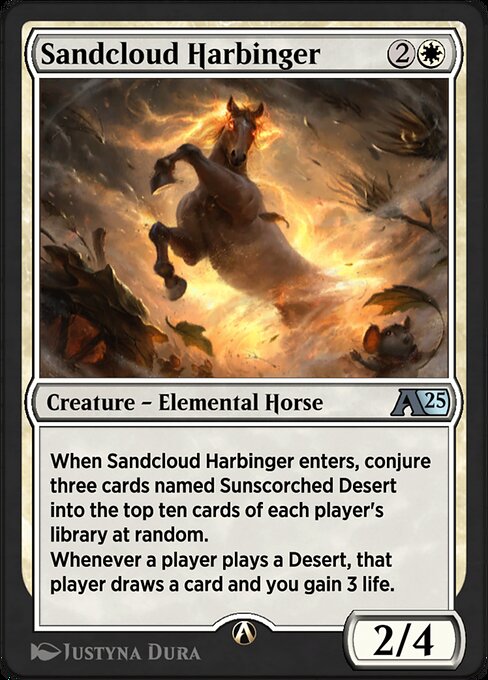 Sandcloud Harbinger 2
Creature – Elemental Horse A25
When Sandcloud Harbinger enters, conjure
three cards named Sunscorched Desert
into the top ten cards of each player's
library at random.
Whenever a player plays a Desert, that
player draws a card and you gain 3 life.
2/4
Justyna Dura